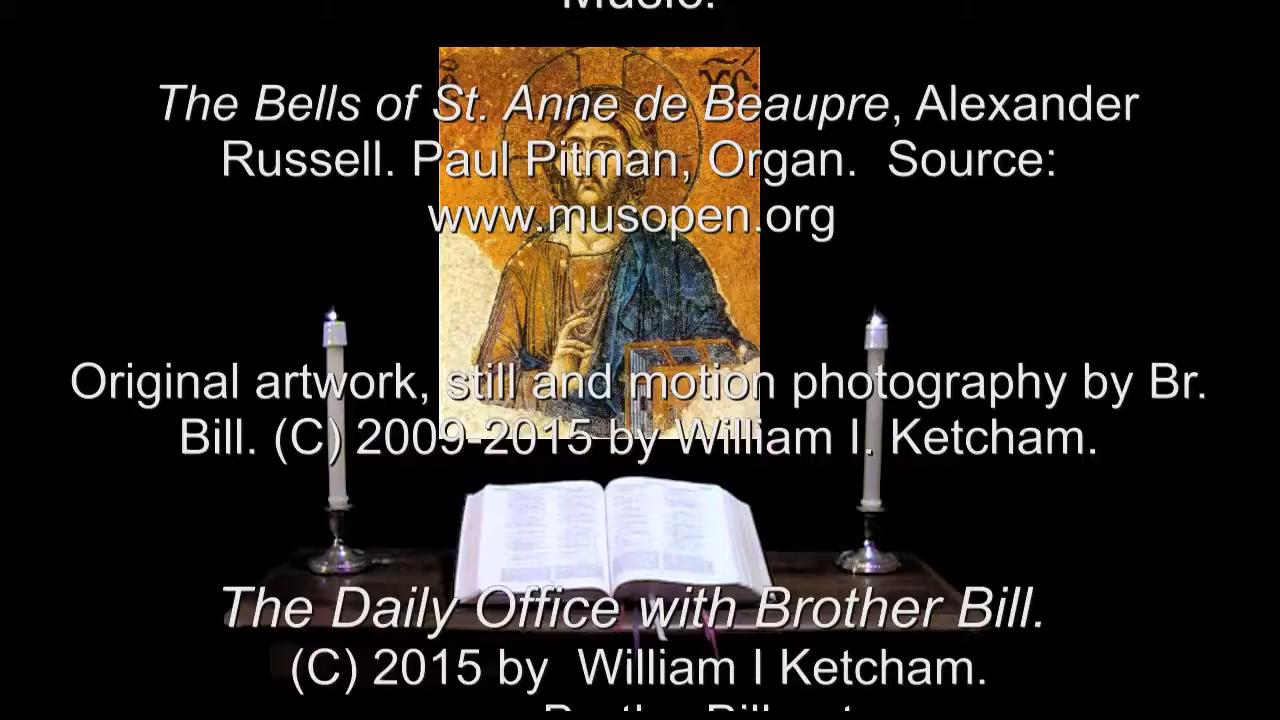 Music:
The Bells of St. Anne de Beaupre, Alexander
Russell. Paul Pitman, Organ.  Source:
www.musopen.org
Original artwork, still and motion photography by Br.
Bill. (C) 2009-2015 by William I. Ketcham.
The Daily Office with Brother Bill.
(C) 2015 by  William I Ketcham.